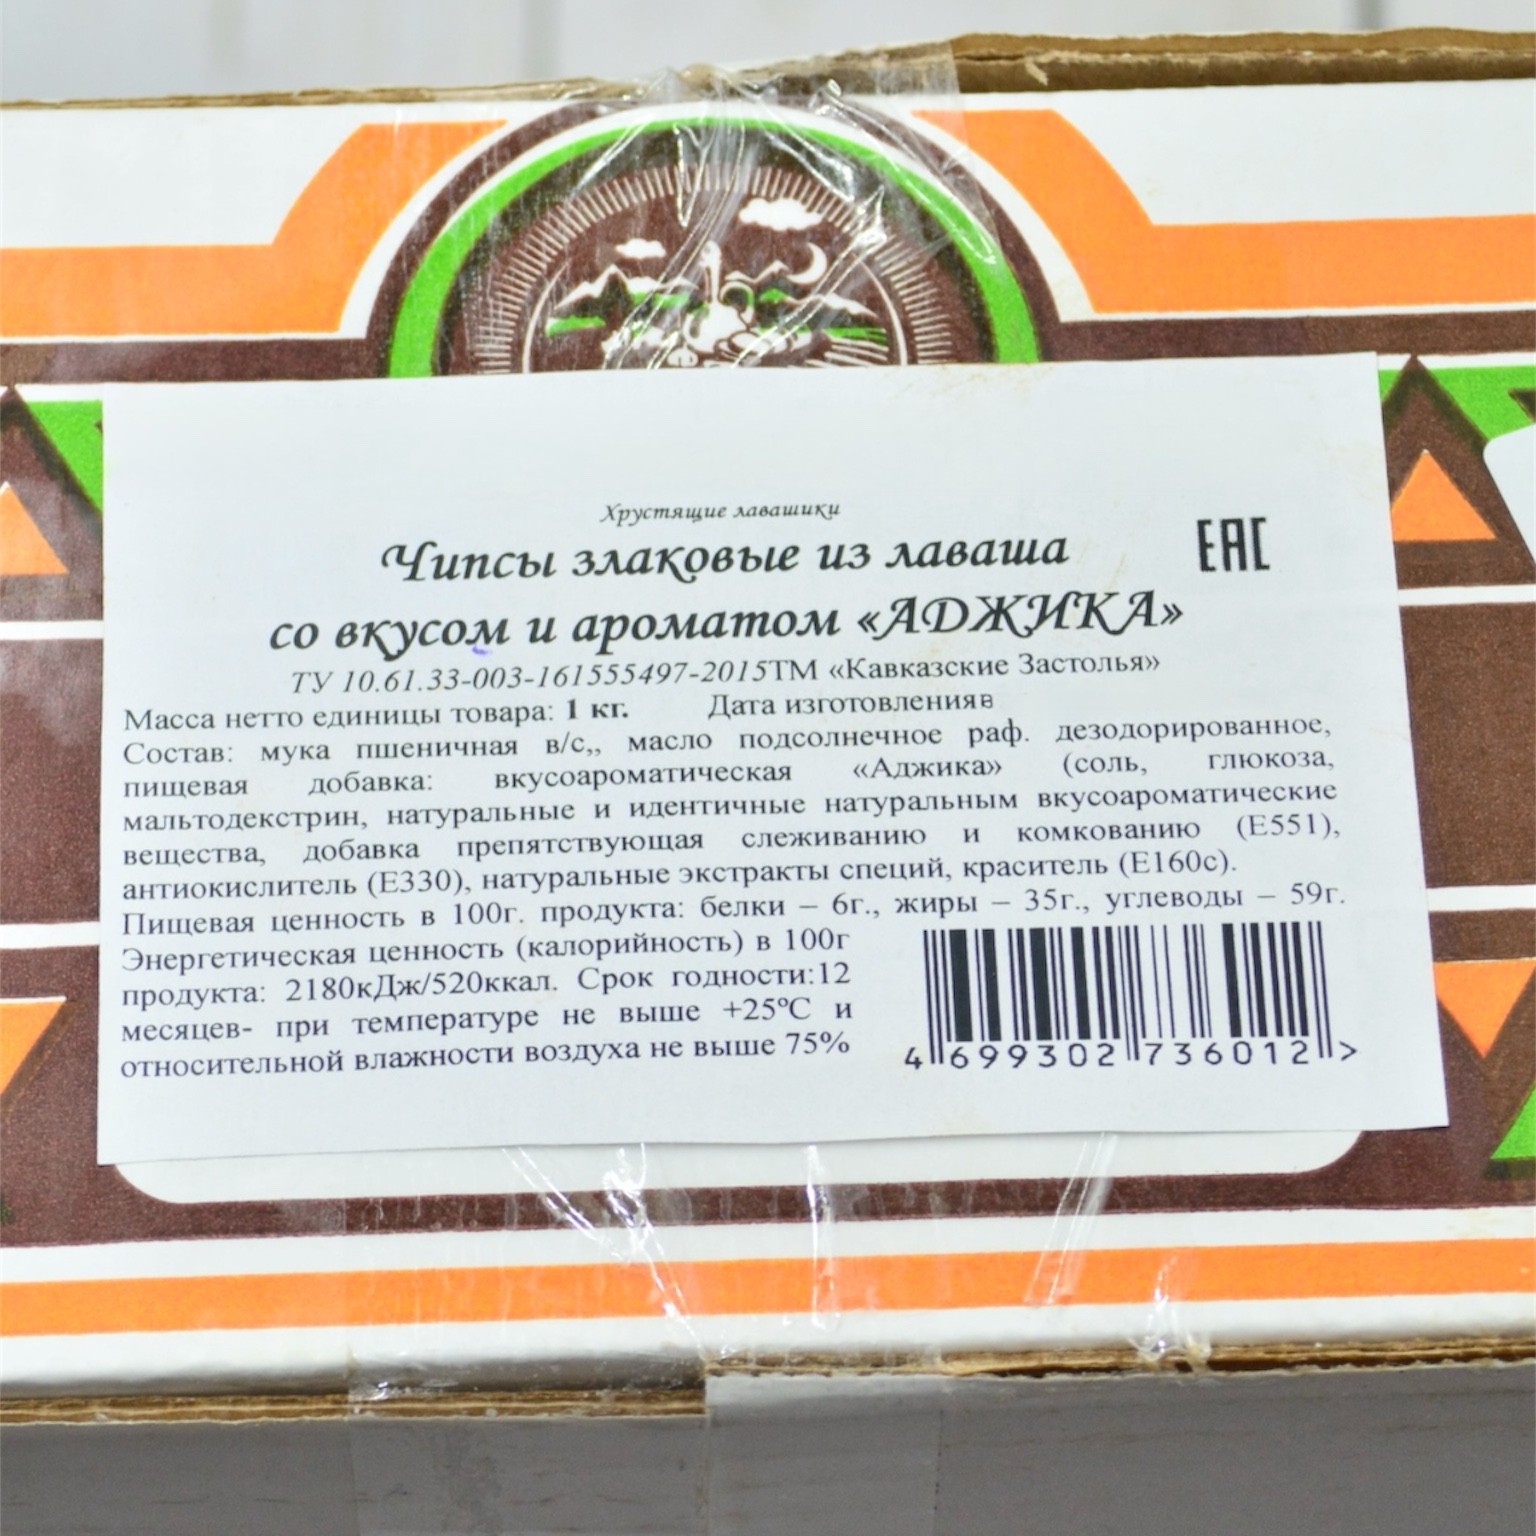 Хрустящие лавашики
Чипсы злаковые из лаваша
EAC
со вкусом и ароматом «АДЖИКА»
ТУ 10.61.33-003-161555497-2015ТМ «Кавказские Застолья»
Масса нетто единицы товара: 1 кг. Дата изготовленияв
Состав: мука пшеничная в/с,, масло подсолнечное раф. дезодорированное,
пищевая добавка: вкусоароматическая «Аджика» (соль, глюкоза,
мальтодекстрин, натуральные и идентичные натуральным вкусоароматические
вещества, добавка препятствующая слеживанию и комкованию (Е551),
антиокислитель (Е330), натуральные экстракты специй, краситель (Е160с).
Пищевая ценность в 100г. продукта: белки – 6г., жиры – 35г., углеводы – 59г.
Энергетическая ценность (калорийность) в 100г
продукта: 2180кДж/520ккал. Срок годности:12
месяцев- при температуре не выше +25ºС и
относительной влажности воздуха не выше 75%
4 699302 736012 >